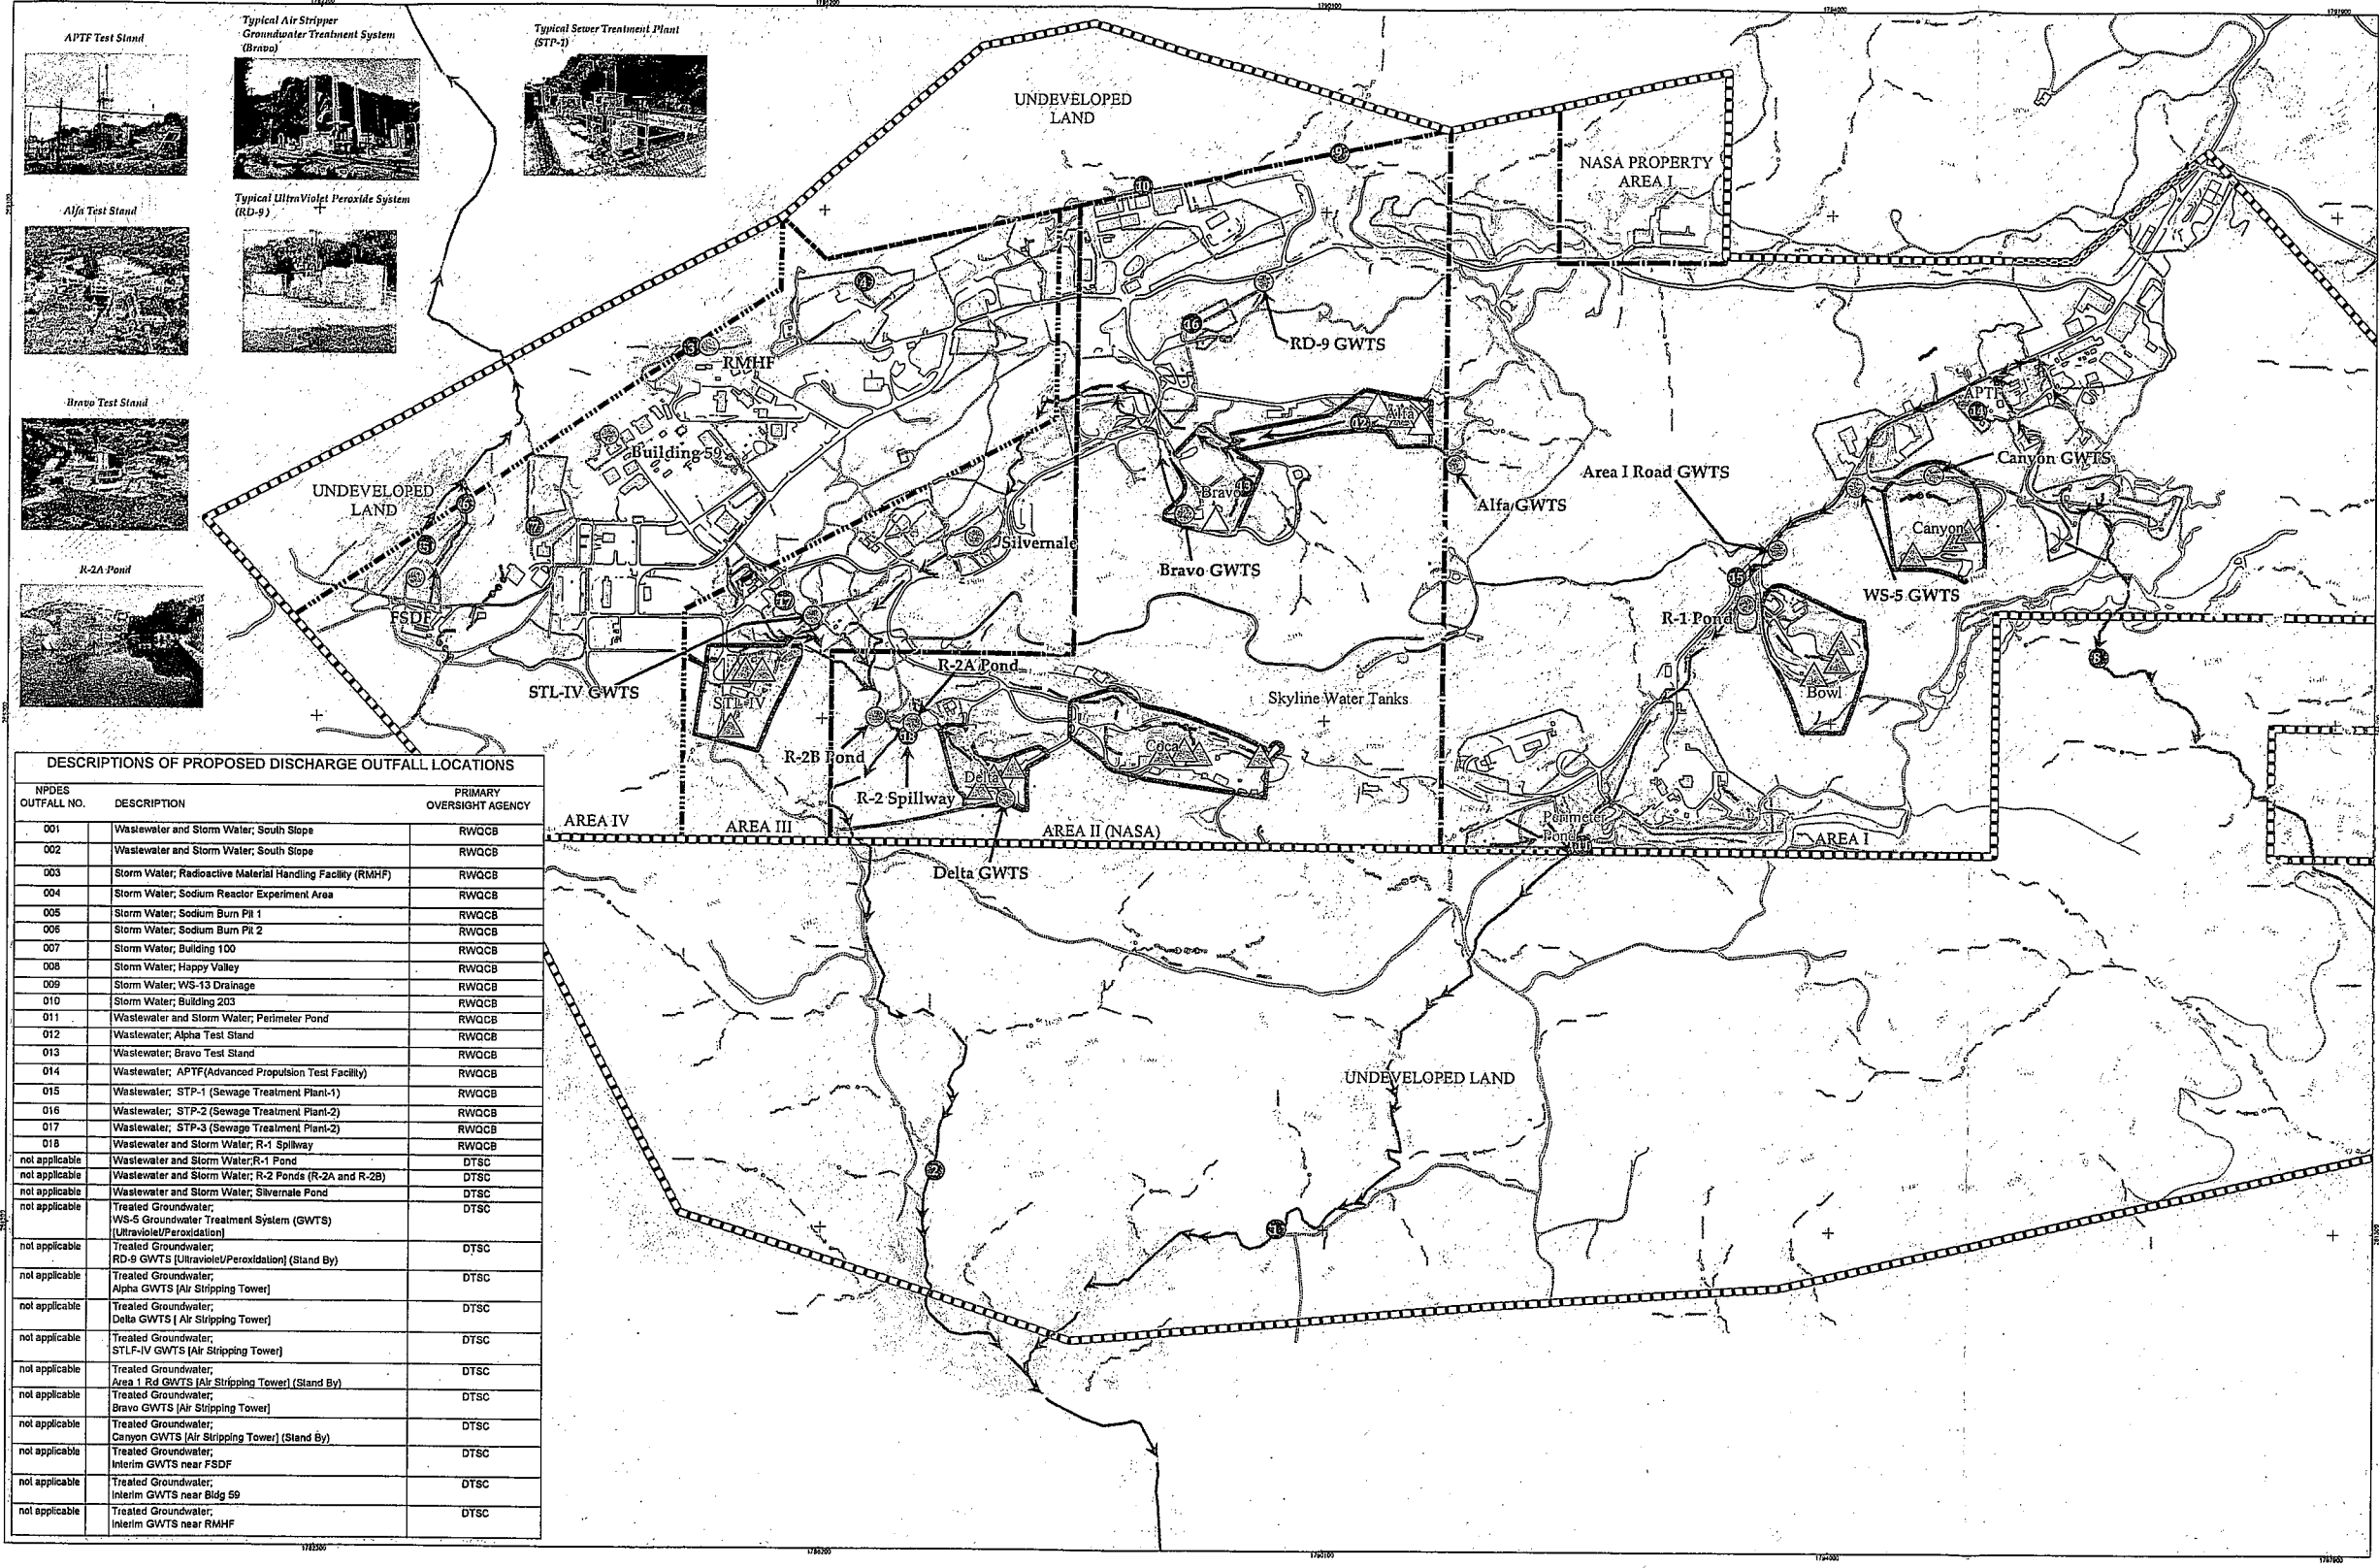 APTF Test Stand
Typical Air Stripper
Groundwater Treatment System
(Bravo)
Typical Sewer Treatment Plant
(STP-1)
Alfa Test Stand
Typical UltraViolet Peroxide System
(RD-9)
Bravo Test Stand
R-2A Pond
UNDEVELOPED
LAND
NASA PROPERTY
AREA I
RD-9 GWTS
RMHF
Building 59
UNDEVELOPED
LAND
Alfa
APTF
Area I Road GWTS
Canyon GWTS
Alfa GWTS
Bravo
Silvernale
Bravo GWTS
Canyon
WS-5 GWTS
FSDF
R-1 Pond
STL-IV GWTS
R-2A Pond
STL-IV
Skyline Water Tanks
Bowl
R-2B Pond
Coca
Delta
R-2 Spillway
AREA IV
AREA III
AREA II (NASA)
Perimeter
Pond
AREA I
Delta GWTS
UNDEVELOPED LAND
DESCRIPTIONS OF PROPOSED DISCHARGE OUTFALL LOCATIONS
NPDES OUTFALL NO. DESCRIPTION PRIMARY OVERSIGHT AGENCY
001 Wastewater and Storm Water; South Slope RWQCB
002 Wastewater and Storm Water; South Slope RWQCB
003 Storm Water; Radioactive Material Handling Facility (RMHF) RWQCB
004 Storm Water; Sodium Reactor Experiment Area RWQCB
005 Storm Water; Sodium Burn Pit 1 RWQCB
006 Storm Water; Sodium Burn Pit 2 RWQCB
007 Storm Water; Building 100 RWQCB
008 Storm Water; Happy Valley RWQCB
009 Storm Water; WS-13 Drainage RWQCB
010 Storm Water; Building 203 RWQCB
011 Wastewater and Storm Water; Perimeter Pond RWQCB
012 Wastewater; Alpha Test Stand RWQCB
013 Wastewater; Bravo Test Stand RWQCB
014 Wastewater; APTF(Advanced Propulsion Test Facility) RWQCB
015 Wastewater; STP-1 (Sewage Treatment Plant-1) RWQCB
016 Wastewater; STP-2 (Sewage Treatment Plant-2) RWQCB
017 Wastewater; STP-3 (Sewage Treatment Plant-2) RWQCB
018 Wastewater and Storm Water; R-1 Spillway RWQCB
not applicable Wastewater and Storm Water;R-1 Pond DTSC
not applicable Wastewater and Storm Water; R-2 Ponds (R-2A and R-2B) DTSC
not applicable Wastewater and Storm Water; Silvernale Pond DTSC
not applicable Treated Groundwater; DTSC
WS-5 Groundwater Treatment System (GWTS)
[Ultraviolet/Peroxidation]
not applicable Treated Groundwater; DTSC
RD-9 GWTS [Ultraviolet/Peroxidation] (Stand By)
not applicable Treated Groundwater; DTSC
Alpha GWTS [Air Stripping Tower]
not applicable Treated Groundwater; DTSC
Delta GWTS [ Air Stripping Tower]
not applicable Treated Groundwater; DTSC
STLF-IV GWTS [Air Stripping Tower]
not applicable Treated Groundwater; DTSC
Area 1 Rd GWTS [Air Stripping Tower] (Stand By)
not applicable Treated Groundwater; DTSC
Bravo GWTS [Air Stripping Tower]
not applicable Treated Groundwater; DTSC
Canyon GWTS [Air Stripping Tower] (Stand By)
not applicable Treated Groundwater; DTSC
Interim GWTS near FSDF
not applicable Treated Groundwater; DTSC
Interim GWTS near Bldg 59
not applicable Treated Groundwater; DTSC
Interim GWTS near RMHF